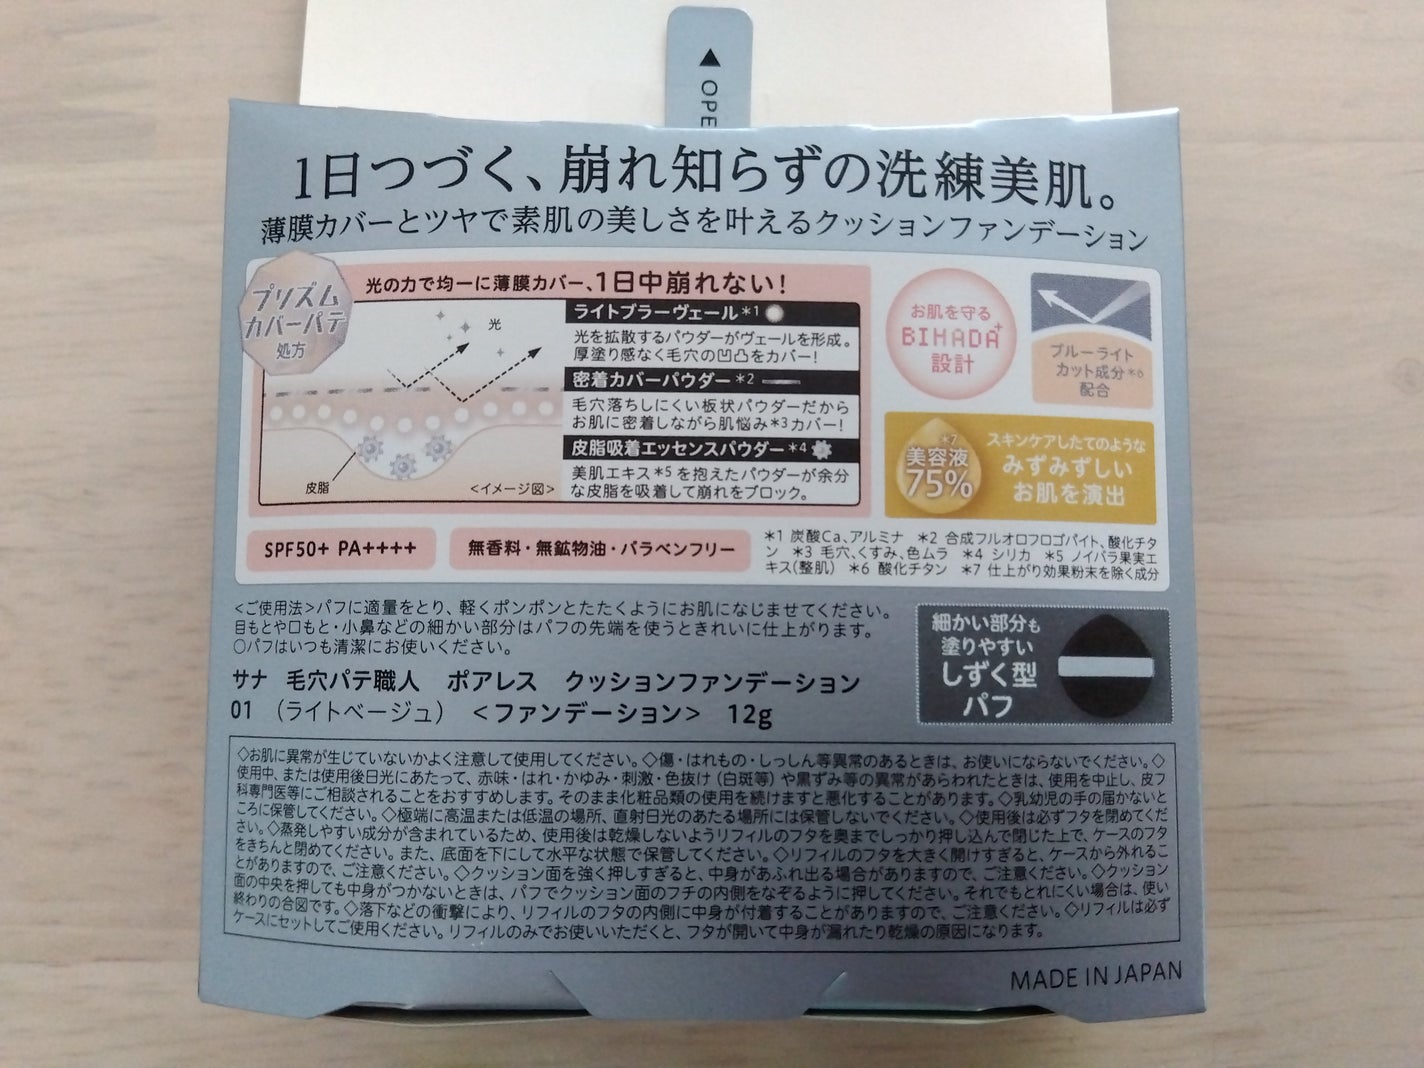 ◀ OPE
1日つづく、崩れ知らずの洗練美肌。
薄膜カバーとツヤで素肌の美しさを叶えるクッションファンデーション
プリズム
カバーパテ
処方
光の力で均一に薄膜カバー、1日中崩れない!
光
皮脂
<イメージ図>
ライトブラーヴェール*1
光を拡散するパウダーがヴェールを形成。
厚塗り感なく毛穴の凹凸をカバー!
密着カバーパウダー*2
毛穴落ちしにくい板状パウダーだから
お肌に密着しながら肌悩み*3カバー!
皮脂吸着エッセンスパウダー*4
美肌エキス*5を抱えたパウダーが余分
な皮脂を吸着して崩れをブロック。
お肌を守る
BIHADA+
設計
ブルーライト
カット成分*6
配合
*7
美容液
75%
スキンケアしたてのような
みずみずしい
お肌を演出
SPF50+ PA++++
無香料・無鉱物油・パラベンフリー
*1 炭酸Ca、アルミナ *2 合成フルオロフロゴパイト、酸化チタ
ン *3 毛穴、くすみ、色ムラ *4 シリカ *5 ノイバラ果実エ
キス(整肌) *6 酸化チタン *7 仕上がり効果粉末を除く成分
<ご使用法>パフに適量をとり、軽くポンポンとたたくようにお肌になじませてください。
目もとや口もと・小鼻などの細かい部分はパフの先端を使うときれいに仕上がります。
○パフはいつも清潔にお使いください。
サナ 毛穴パテ職人 ポアレス クッションファンデーション
01 (ライトベージュ) <ファンデーション> 12g
細かい部分も
塗りやすい
しずく型
パフ
◇お肌に異常が生じていないかよく注意して使用してください。◇傷・はれもの・しっしん等異常のあるときは、お使いにならないでください。◇
使用中、または使用後日光にあたって、赤味・はれ・かゆみ・刺激・色抜け(白斑等)や黒ずみ等の異常があらわれたときは、使用を中止し、皮フ
科専門医等にご相談されることをおすすめします。そのまま化粧品類の使用を続けますと悪化することがあります。◇乳幼児の手の届かないと
ころに保管してください。◇極端に高温または低温の場所、直射日光のあたる場所には保管しないでください。◇使用後は必ずフタを閉めてくだ
さい。◇蒸発しやすい成分が含まれているため、使用後は乾燥しないようリフィルのフタを奥までしっかり押し込んで閉じた上で、ケースのフタ
をきちんと閉めてください。また、底面を下にして水平な状態で保管してください。◇リフィルのフタを大きく開けすぎると、ケースから外れるこ
とがありますので、ご注意ください。◇クッション面を強く押しすぎると、中身があふれ出る場合がありますので、ご注意ください。◇クッション
面の中央を押しても中身がつかないときは、パフでクッション面のフチの内側をなぞるように押してください。それでもとれにくい場合は、使い
終わりの合図です。◇落下などの衝撃により、リフィルのフタの内側に中身が付着することがありますので、ご注意ください。◇リフィルは必ず
ケースにセットしてご使用ください。リフィルのみでお使いいただくと、フタが開いて中身が漏れたり乾燥の原因になります。
MADE IN JAPAN